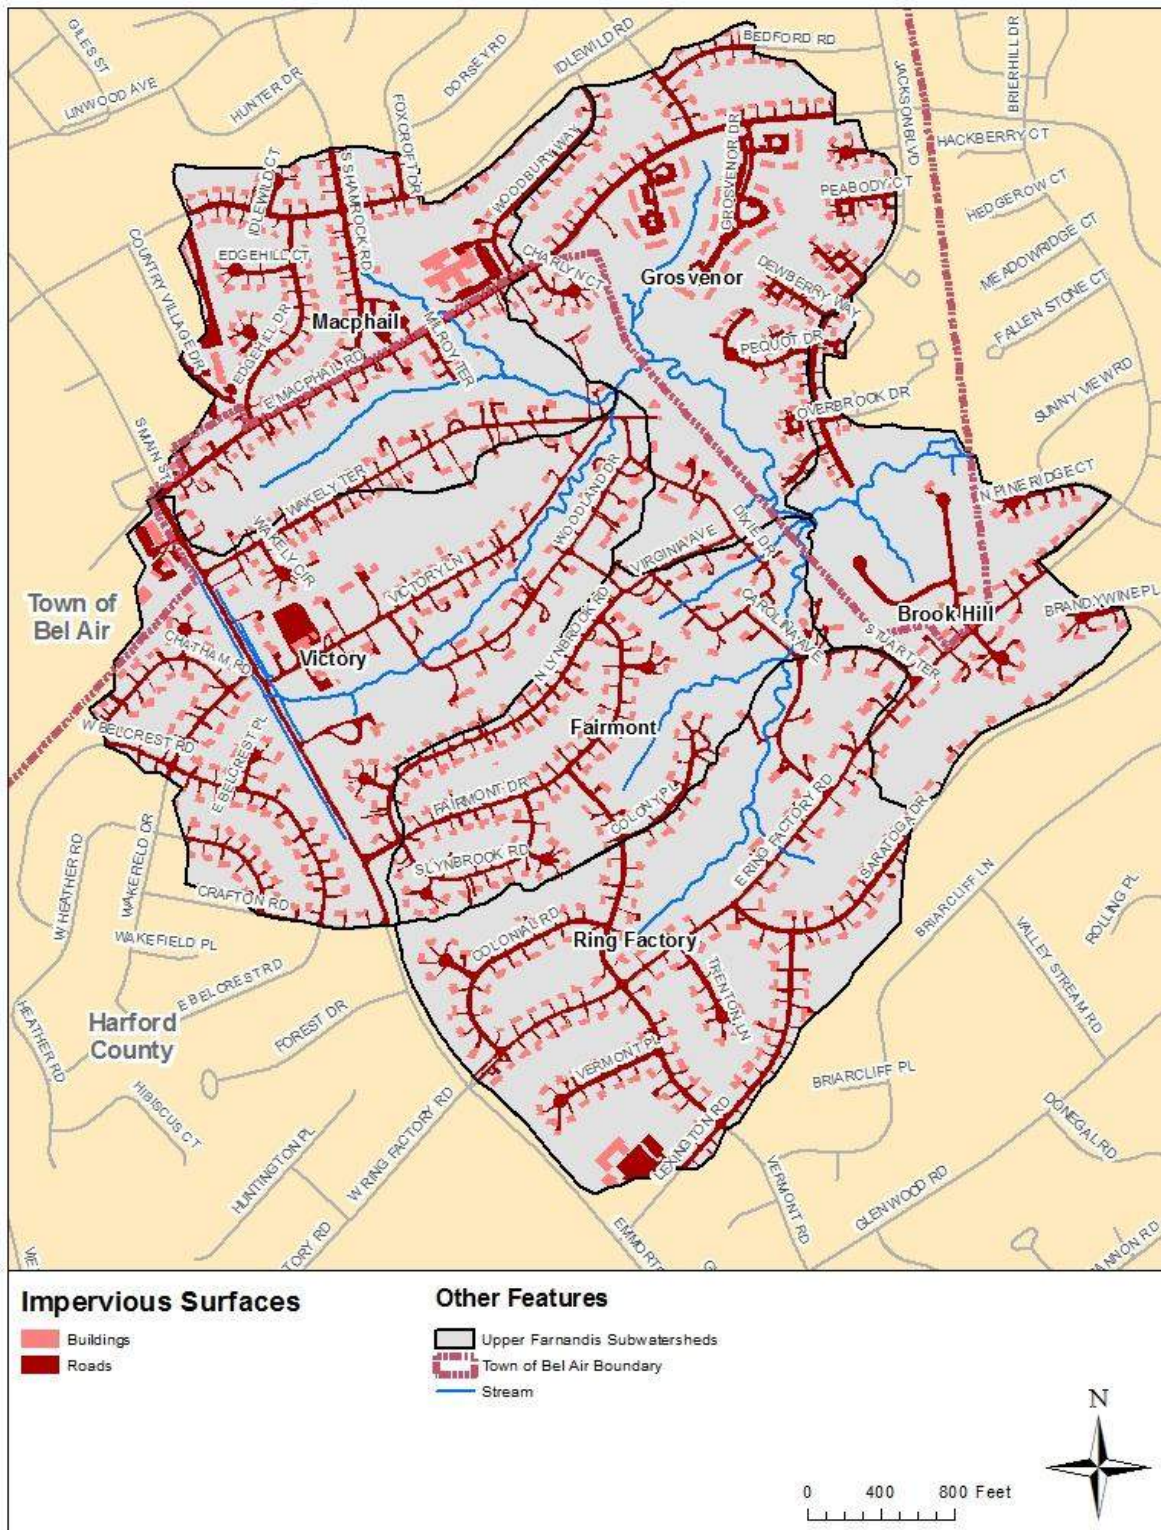 GILES ST
LINWOOD AVE
HUNTER DR
DORSEY RD
IDLEWILD RD
BEDFORD RD
FOXCROFT DR
JACKSON BLVD
BRIERHILL DR
HACKBERRY CT
IDLEWILD CT
S SHAMROCK RD
WOODBURY WAY
GROSVENOR DR
PEABODY CT
HEDGEROW CT
COUNTRY VILLAGE DR
EDGEHILL CT
CHARLYN CT
Grosvenor
DEWBERRY WAY
MEADOWRIDGE CT
FALLEN STONE CT
Macphail
EDGEHILL DR
MILROY TER
PEQUOT DR
E MACPHAIL RD
OVERBROOK DR
SUNNY VIEW RD
S MAIN ST
WAKELY TER
WOODLAND DR
N PINE RIDGE CT
WAKELY CIR
DIXIE DR
VIRGINIA AVE
VICTORY LN
N LYNBROOK RD
CAROLINA AVE
Town of
Bel Air
Brook Hill
BRANDYWINE PL
CHATHAM RD
Victory
STUART TER
W BELCREST RD
E BELCREST PL
Fairmont
FAIRMONT DR
COLONY PL
E RING FACTORY RD
SARATOGA DR
S LYNBROOK RD
W HEATHER RD
WAKEFIELD DR
CRAFTON RD
BRIARCLIFF LN
ROLLING PL
WAKEFIELD PL
COLONIAL RD
Ring Factory
VALLEY STREAM RD
E BELCREST RD
TRENTON LN
HEATHER RD
Harford
County
FOREST DR
VERMONT PL
BRIARCLIFF PL
HIBISCUS CT
DONEGAL RD
HUNTINGTON PL
W RING FACTORY RD
LEXINGTON RD
VERMONT RD
GLENWOOD RD
TORY RD
EMMORT
ANNON RD
Impervious Surfaces
Buildings
Roads
Other Features
Upper Farnandis Subwatersheds
Town of Bel Air Boundary
Stream
N
0 400 800 Feet